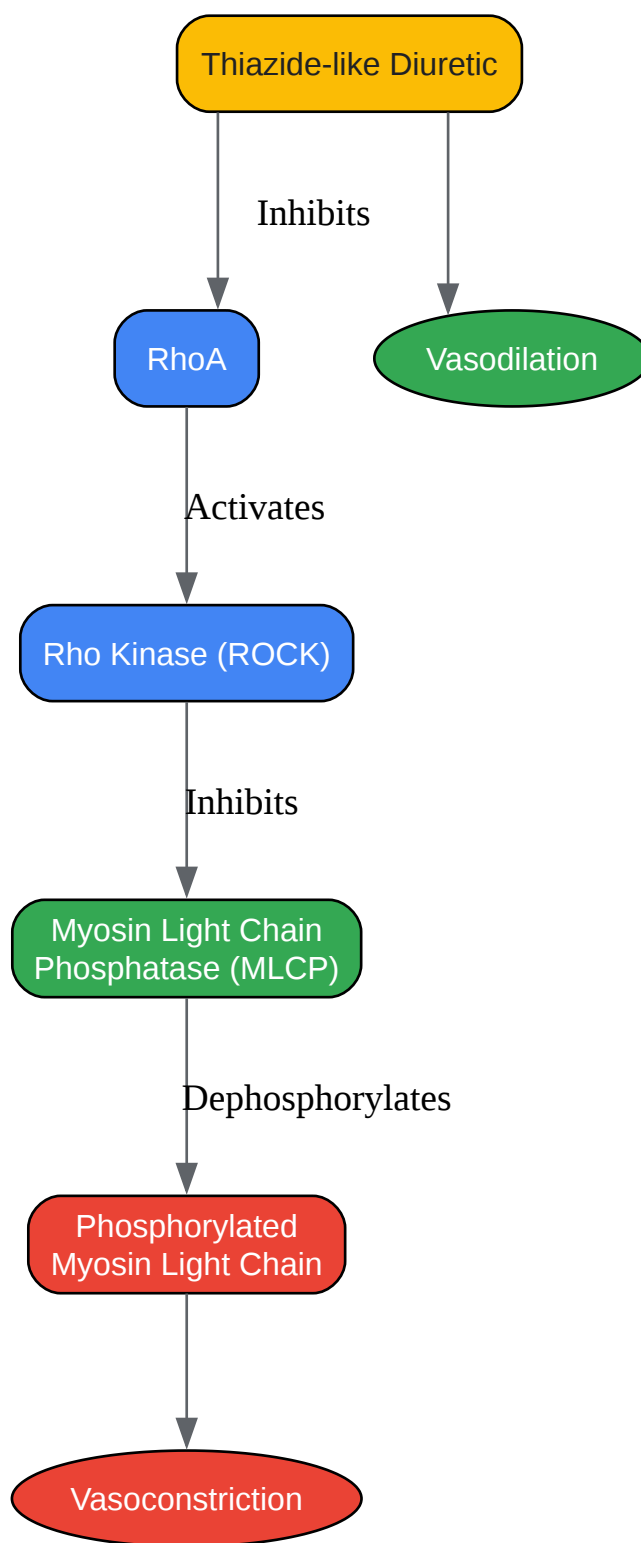 Thiazide-like Diuretic
Inhibits
RhoA
Vasodilation
Activates
Rho Kinase (ROCK)
Inhibits
Myosin Light Chain
Phosphatase (MLCP)
Dephosphorylates
Phosphorylated
Myosin Light Chain
Vasoconstriction